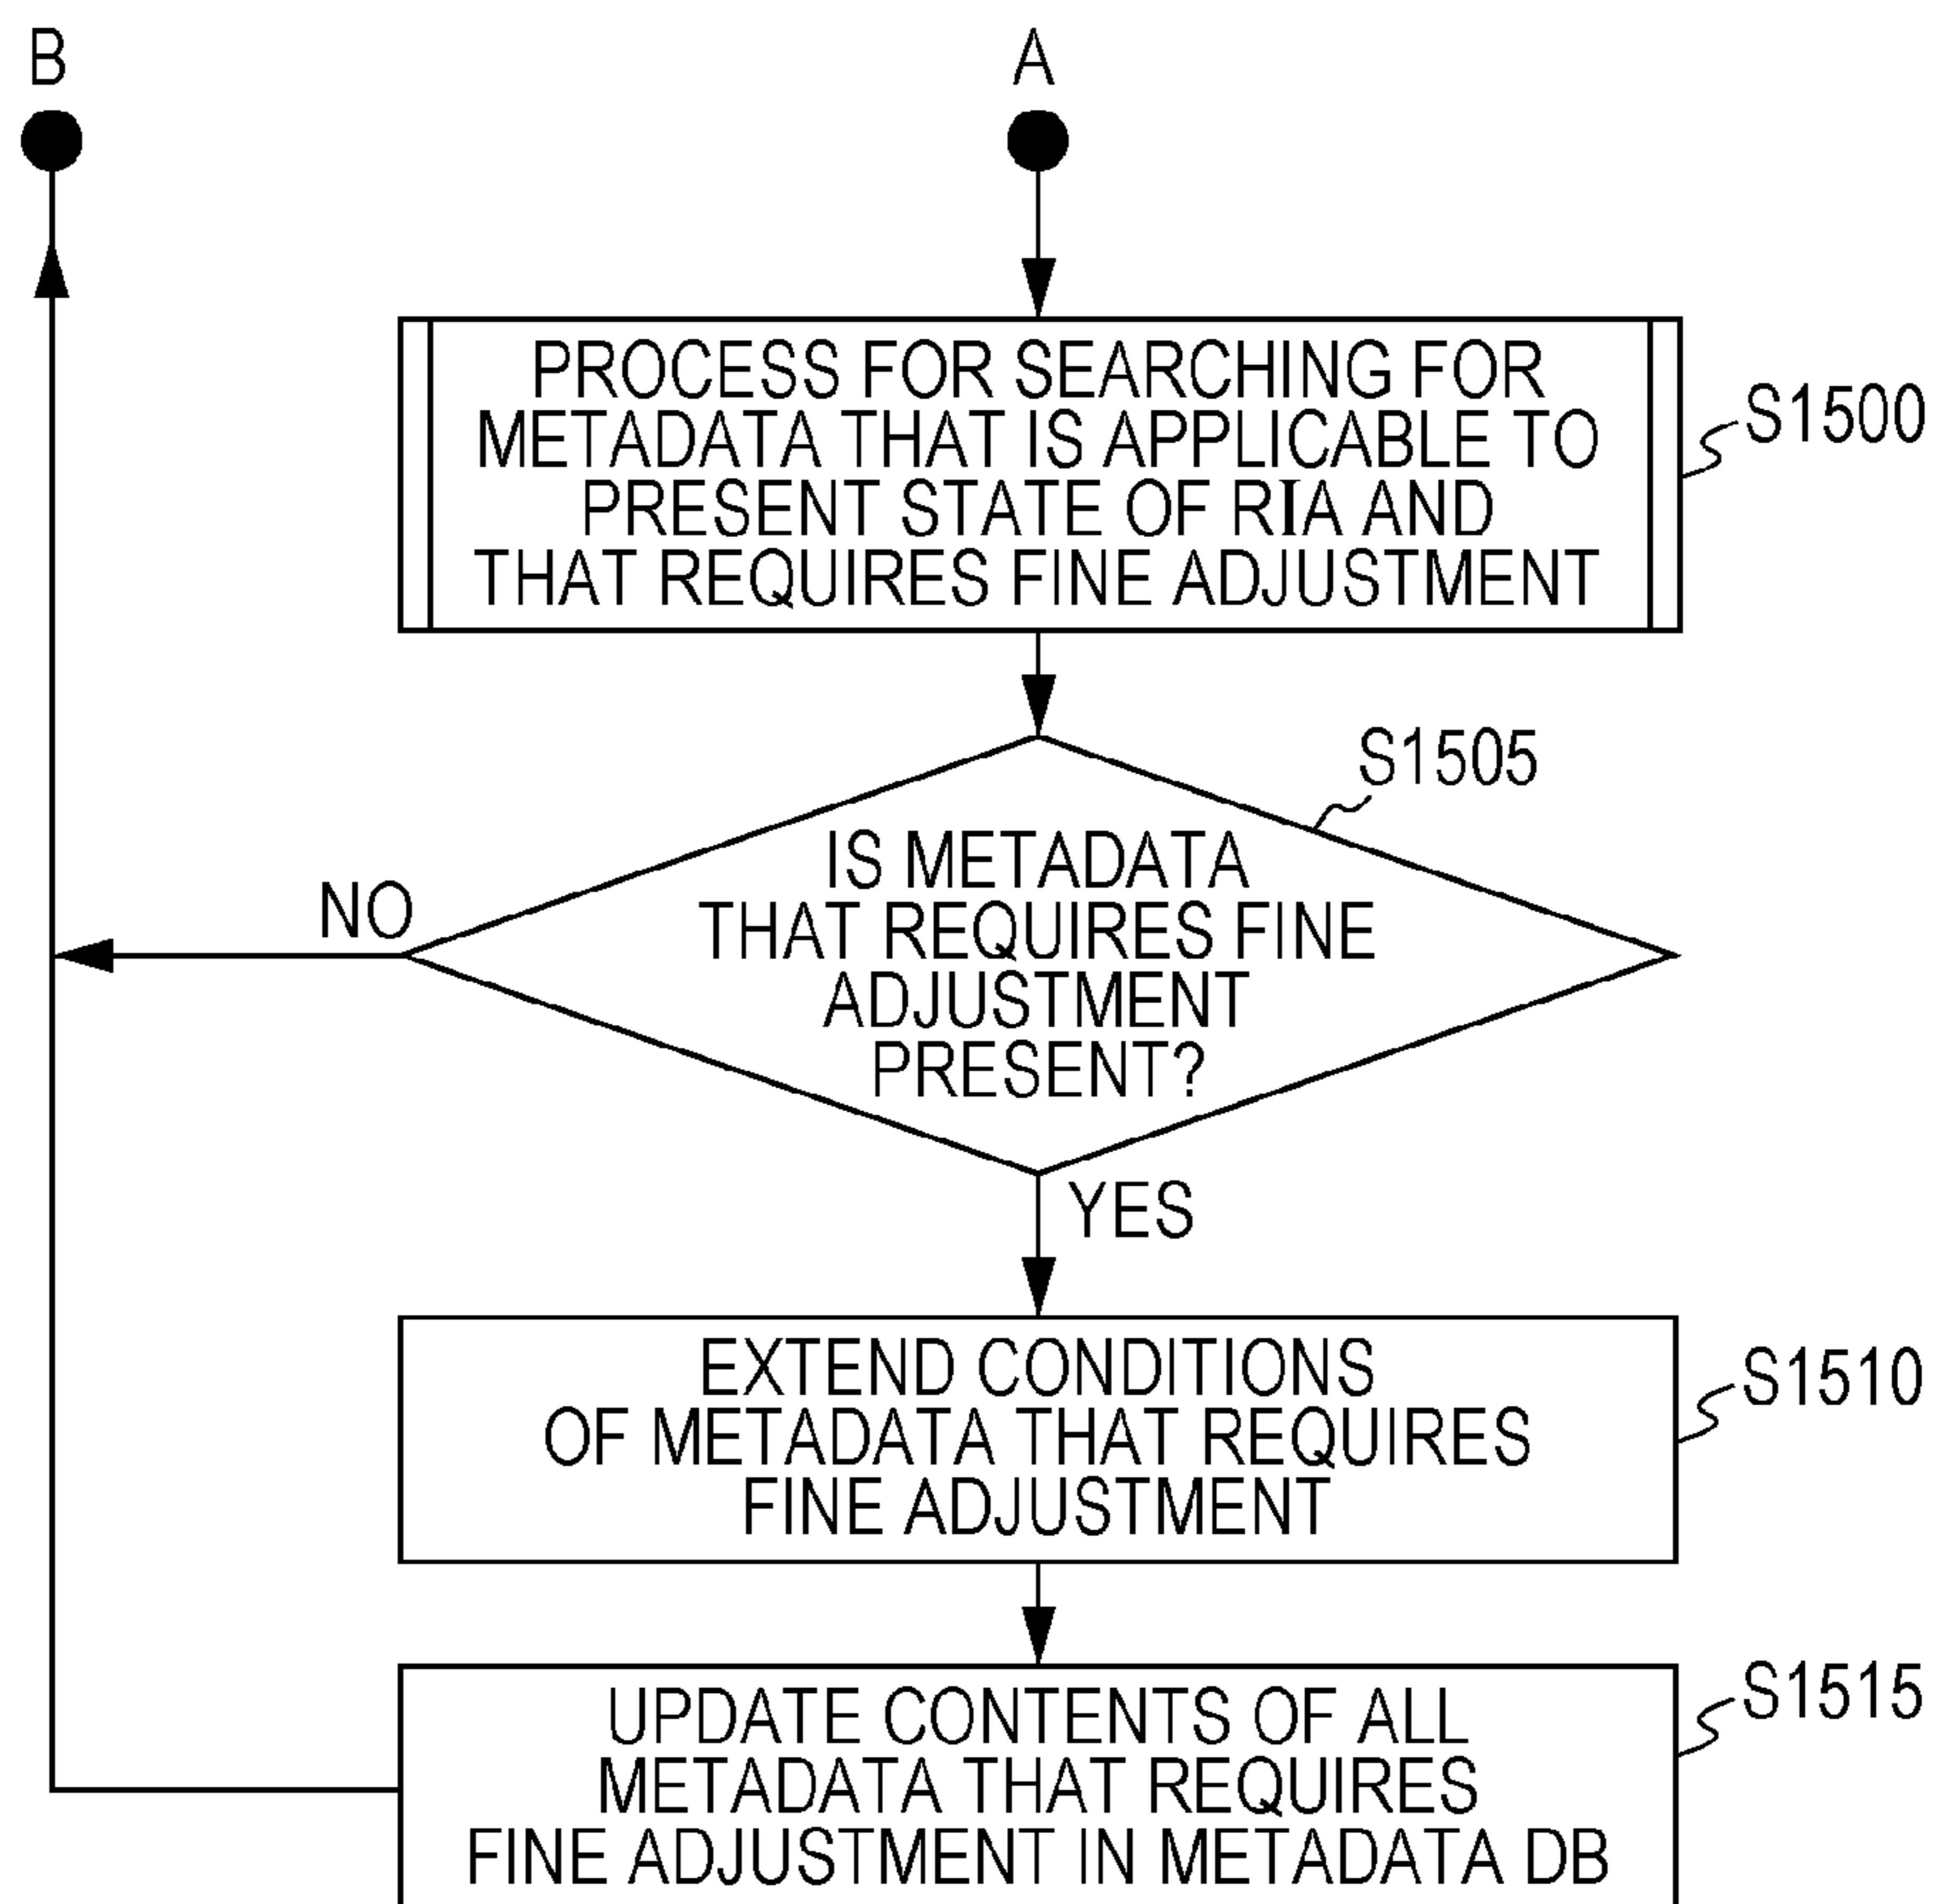 B
A
PROCESS FOR SEARCHING FOR
METADATA THAT IS APPLICABLE TO
PRESENT STATE OF RIA AND
THAT REQUIRES FINE ADJUSTMENT
S1500
S1505
IS METADATA
THAT REQUIRES FINE
ADJUSTMENT
PRESENT?
NO
YES
EXTEND CONDITIONS
OF METADATA THAT REQUIRES
FINE ADJUSTMENT
S1510
UPDATE CONTENTS OF ALL
METADATA THAT REQUIRES
FINE ADJUSTMENT IN METADATA DB
S1515